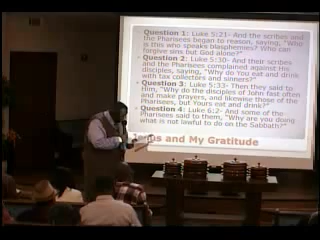 Question 1: Luke 5:21- And the scribes and
the Pharisees began to reason, saying, "Who
is this who speaks blasphemies? Who can
forgive sins but God alone?"
Question 2: Luke 5:30- And their scribes
and the Pharisees complained against His
disciples, saying, "Why do You eat and drink
with tax collectors and sinners?"
Question 3: Luke 5:33- Then they said to
Him, "Why do the disciples of John fast often
and make prayers, and likewise those of the
Pharisees, but Yours eat and drink?"
Question 4: Luke 6:2- And some of the
Pharisees said to them, "Why are you doing
what is not lawful to do on the Sabbath?"
Jesus and My Gratitude